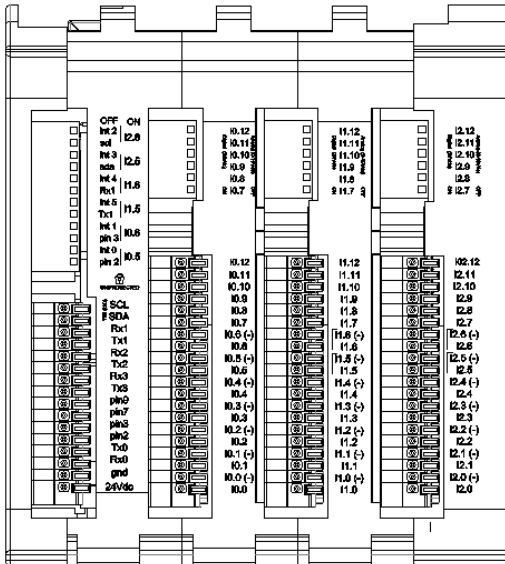 OFF ON
Int 2
scl
I2.6
Int 3
sda
I2.5
Int 4
Rx1
I1.6
Int 5
Tx1
I1.5
Int 1
pin 3
I0.6
Int 0
pin 2
I0.5
SCL
SDA
Rx1
Tx1
Rx2
Tx2
Rx3
Tx3
pin9
pin7
pin3
pin2
Tx0
Rx0
gnd
24Vdc
I0.12
I0.11
I0.10
I0.9
I0.8
I0.7
ON
OFF
I0.12
I0.11
I0.10
I0.9
I0.8
I0.7
I0.6 (-)
I0.6
I0.5 (-)
I0.5
I0.4 (-)
I0.4
I0.3 (-)
I0.3
I0.2 (-)
I0.2
I0.1 (-)
I0.1
I0.0 (-)
I0.0
I1.12
I1.11
I1.10
I1.9
I1.8
I1.7
ON
OFF
I1.12
I1.11
I1.10
I1.9
I1.8
I1.7
I1.6 (-)
I1.6
I1.5 (-)
I1.5
I1.4 (-)
I1.4
I1.3 (-)
I1.3
I1.2 (-)
I1.2
I1.1 (-)
I1.1
I1.0 (-)
I1.0
I2.12
I2.11
I2.10
I2.9
I2.8
I2.7
ON
OFF
I02.12
I2.11
I2.10
I2.9
I2.8
I2.7
I2.6 (-)
I2.6
I2.5 (-)
I2.5
I2.4 (-)
I2.4
I2.3 (-)
I2.3
I2.2 (-)
I2.2
I2.1 (-)
I2.1
I2.0 (-)
I2.0